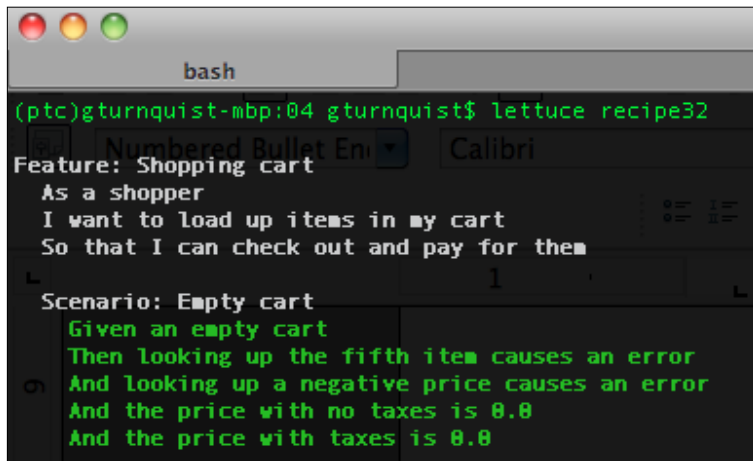 bash
(ptc)gturnquist-mbp:04 gturnquist$ lettuce recipe32
Numbered Bullet En
Calibri
Feature: Shopping cart
As a shopper
I want to load up items in my cart
So that I can check out and pay for them
1
Scenario: Empty cart
Given an empty cart
Then looking up the fifth item causes an error
And looking up a negative price causes an error
And the price with no taxes is 0.0
And the price with taxes is 0.0